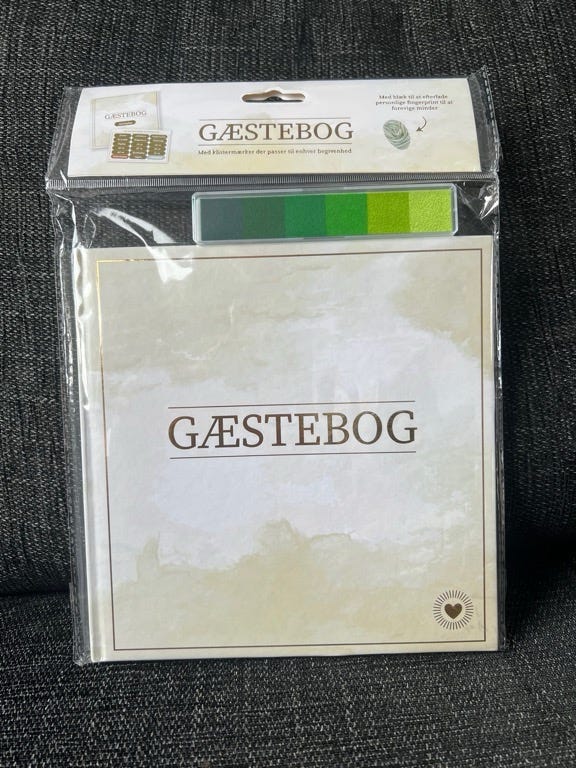 GÆSTEBOG
GÆSTEBOG
Med klistermærker der passer til enhver begivenhed
Med blæk til at efterlade
personlige fingerprint til at
forevige minder
GÆSTEBOG